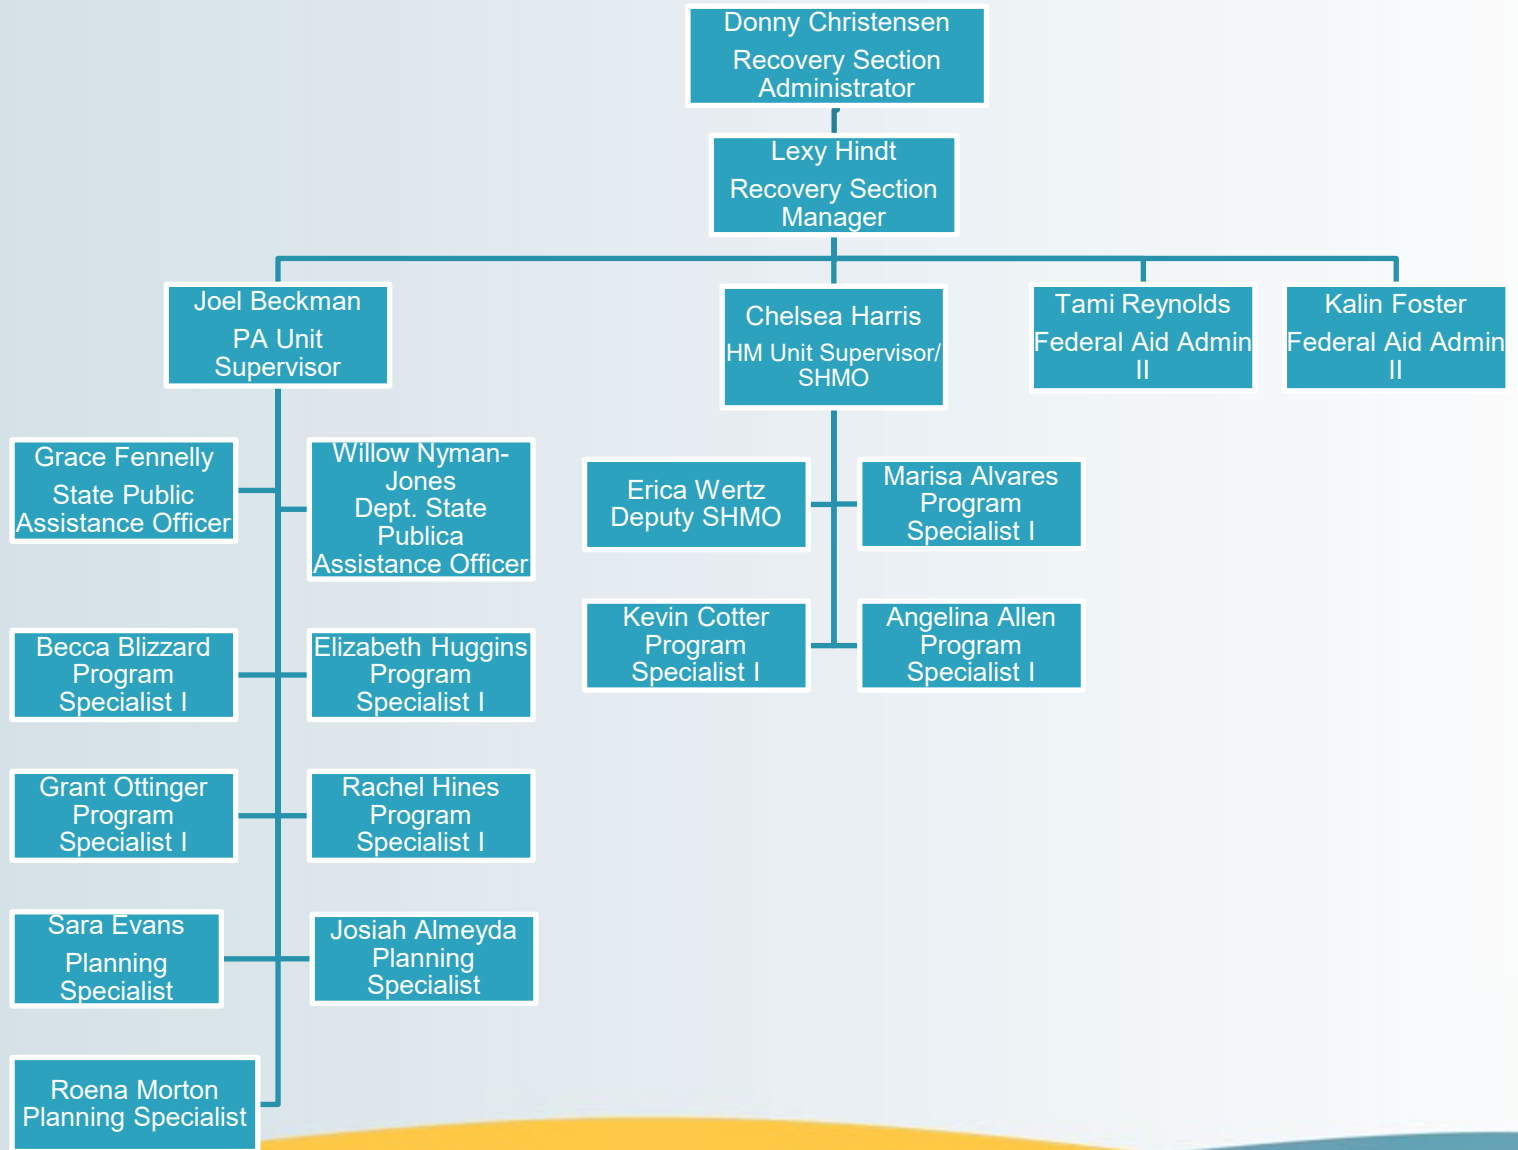 Donny Christensen
Recovery Section
Administrator
Lexy Hindt
Recovery Section
Manager
Joel Beckman
PA Unit
Supervisor
Chelsea Harris
HM Unit Supervisor/
SHMO
Tami Reynolds
Federal Aid Admin
II
Kalin Foster
Federal Aid Admin
II
Grace Fennelly
State Public
Assistance Officer
Willow Nyman-
Jones
Dept. State
Publica
Assistance Officer
Erica Wertz
Deputy SHMO
Marisa Alvares
Program
Specialist I
Becca Blizzard
Program
Specialist I
Elizabeth Huggins
Program
Specialist I
Kevin Cotter
Program
Specialist I
Angelina Allen
Program
Specialist I
Grant Ottinger
Program
Specialist I
Rachel Hines
Program
Specialist I
Sara Evans
Planning
Specialist
Josiah Almeyda
Planning
Specialist
Roena Morton
Planning Specialist